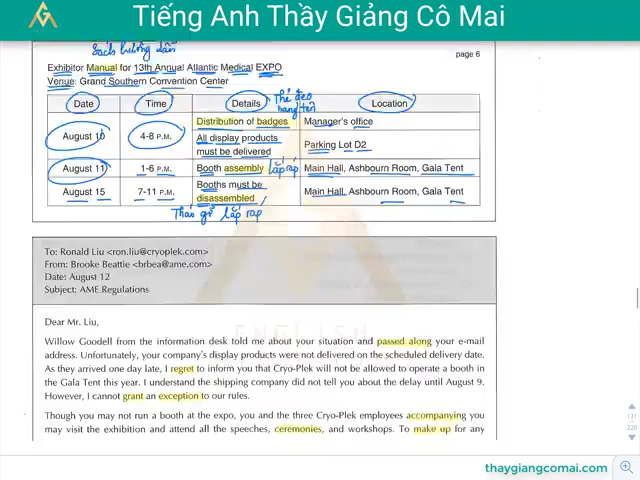 Tiếng Anh Thầy Giảng Cô Mai
Sách hướng dẫn
page 6
Exhibitor Manual for 13th Annual Atlantic Medical EXPO
Venue: Grand Southern Convention Center
Thẻ đeo
bảng tên
Date Time Details Location
August 10 4-8 P.M. Distribution of badges Manager's office
All display products must be delivered Parking Lot D2
August 11 1-6 P.M. Booth assembly lắp ráp Main Hall, Ashbourn Room, Gala Tent
August 15 7-11 P.M. Booths must be disassembled Main Hall, Ashbourn Room, Gala Tent
Tháo gỡ lắp ráp
To: Ronald Liu <ron.liu@cryoplek.com>
From: Brooke Beattie <brbea@ame.com>
Date: August 12
Subject: AME Regulations
Dear Mr. Liu,
ENGLISH
Willow Goodell from the information desk told me about your situation and passed along your e-mail
address. Unfortunately, your company's display products were not delivered on the scheduled delivery date.
As they arrived one day late, I regret to inform you that Cryo-Plek will not be allowed to operate a booth in
the Gala Tent this year. I understand the shipping company did not tell you about the delay until August 9.
However, I cannot grant an exception to our rules.
Though you may not run a booth at the expo, you and the three Cryo-Plek employees accompanying you
may visit the exhibition and attend all the speeches, ceremonies, and workshops. To make up for any
131
220
thaygiangcomai.com